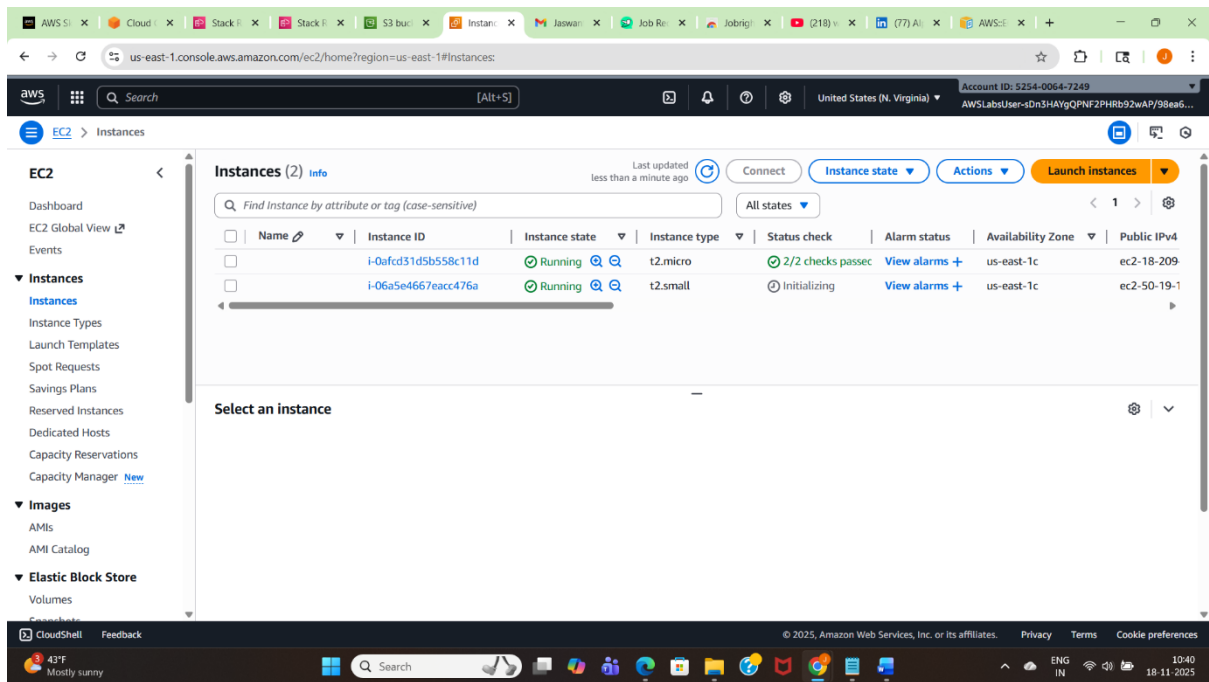 AWS Sk Cloud C Stack R Stack R S3 buc Instanc Jaswan Job Re Jobrigh (218) w (77) Al AWS::E
us-east-1.console.aws.amazon.com/ec2/home?region=us-east-1#Instances:
aws Search [Alt+S] United States (N. Virginia) Account ID: 5254-0064-7249
AWSLabsUser-sDn3HAYgQPNF2PHRb92wAP/98ea6...
EC2 > Instances
EC2
Dashboard
EC2 Global View
Events
Instances
Instances
Instance Types
Launch Templates
Spot Requests
Savings Plans
Reserved Instances
Dedicated Hosts
Capacity Reservations
Capacity Manager New
Images
AMIs
AMI Catalog
Elastic Block Store
Volumes
Instances (2) Info
Last updated
less than a minute ago
Connect Instance state Actions Launch instances
Find Instance by attribute or tag (case-sensitive) All states 1
Name Instance ID Instance state Instance type Status check Alarm status Availability Zone Public IPv4
i-0afcd31d5b558c11d Running t2.micro 2/2 checks passec View alarms + us-east-1c ec2-18-209-
i-06a5e4667eacc476a Running t2.small Initializing View alarms + us-east-1c ec2-50-19-1
Select an instance
CloudShell Feedback © 2025, Amazon Web Services, Inc. or its affiliates. Privacy Terms Cookie preferences
3 43°F
Mostly sunny
Search
ENG
IN
10:40
18-11-2025